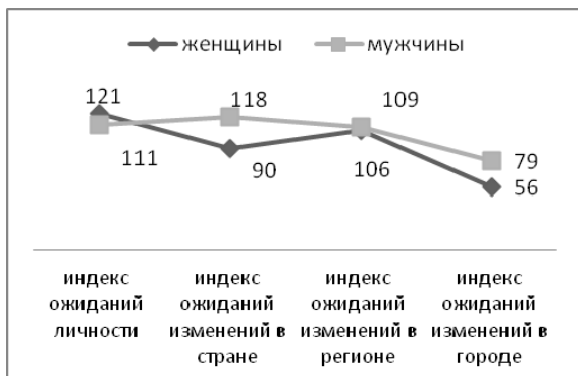 женщины мужчины
121 118 109
111 90 106 79
56
индекс ожиданий личности
индекс ожиданий изменений в стране
индекс ожиданий изменений в регионе
индекс ожиданий изменений в городе